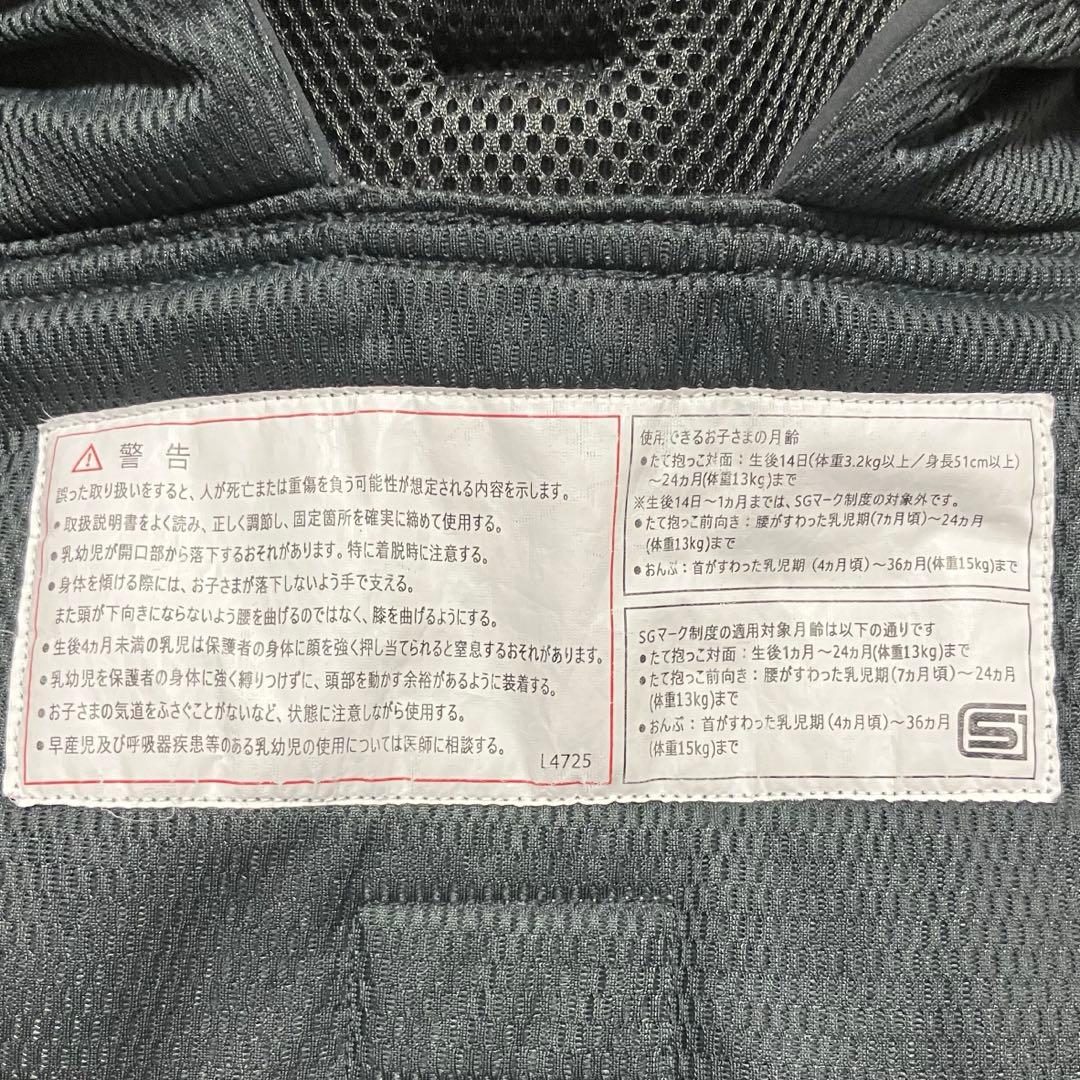 警告
誤った取り扱いをすると、人が死亡または重傷を負う可能性が想定される内容を示します。
●取扱説明書をよく読み、正しく調節し、固定箇所を確実に締めて使用する。
●乳幼児が開口部から落下するおそれがあります。特に着脱時に注意する。
●身体を傾ける際には、お子さまが落下しないよう手で支える。
また頭が下向きにならないよう腰を曲げるのではなく、膝を曲げるようにする。
●生後4カ月未満の乳児は保護者の身体に顔を強く押し当てられると窒息するおそれがあります。
●乳幼児を保護者の身体に強く縛りつけずに、頭部を動かす余裕があるように装着する。
●お子さまの気道をふさぐことがないなど、状態に注意しながら使用する。
●早産児及び呼吸器疾患等のある乳幼児の使用については医師に相談する。
L4725
使用できるお子さまの月齢
●たて抱っこ対面：生後14日(体重3.2kg以上／身長51cm以上)
〜24カ月(体重13kg)まで
※生後14日〜1カ月までは、SGマーク制度の対象外です。
●たて抱っこ前向き：腰がすわった乳児期(7カ月頃)〜24カ月
(体重13kg)まで
●おんぶ：首がすわった乳児期(4カ月頃)〜36カ月(体重15kg)まで
SGマーク制度の適用対象月齢は以下の通りです
●たて抱っこ対面：生後1カ月〜24カ月(体重13kg)まで
●たて抱っこ前向き：腰がすわった乳児期(7カ月頃)〜24カ月
(体重13kg)まで
●おんぶ：首がすわった乳児期(4カ月頃)〜36カ月
(体重15kg)まで
SG